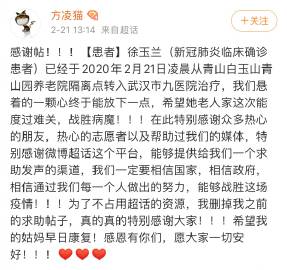 方凌猫
2-21 13:14 来自超话
+关注
感谢帖！！！【患者】徐玉兰（新冠肺炎临床确诊
患者）已经于2020年2月21日凌晨从青山白玉山青
山园养老院隔离点转入武汉市九医院治疗，我们悬
着的一颗心终于能放下一点，希望她老人家这次能
度过难关，战胜病魔！！！在此特别感谢众多热心
的朋友，热心的志愿者以及帮助过我们的媒体，特
别感谢微博超话这个平台，能够提供给我们一个求
助发声的渠道，我们一定要相信国家，相信政府，
相信通过我们每一个人做出的努力，能够战胜这场
疫情！！！为了不占用超话的资源，我删掉我之前
的求助帖子，真的真的特别感谢大家！！！希望我
的姑妈早日康复！感恩有你们，愿大家一切安
好！！！❤️❤️❤️